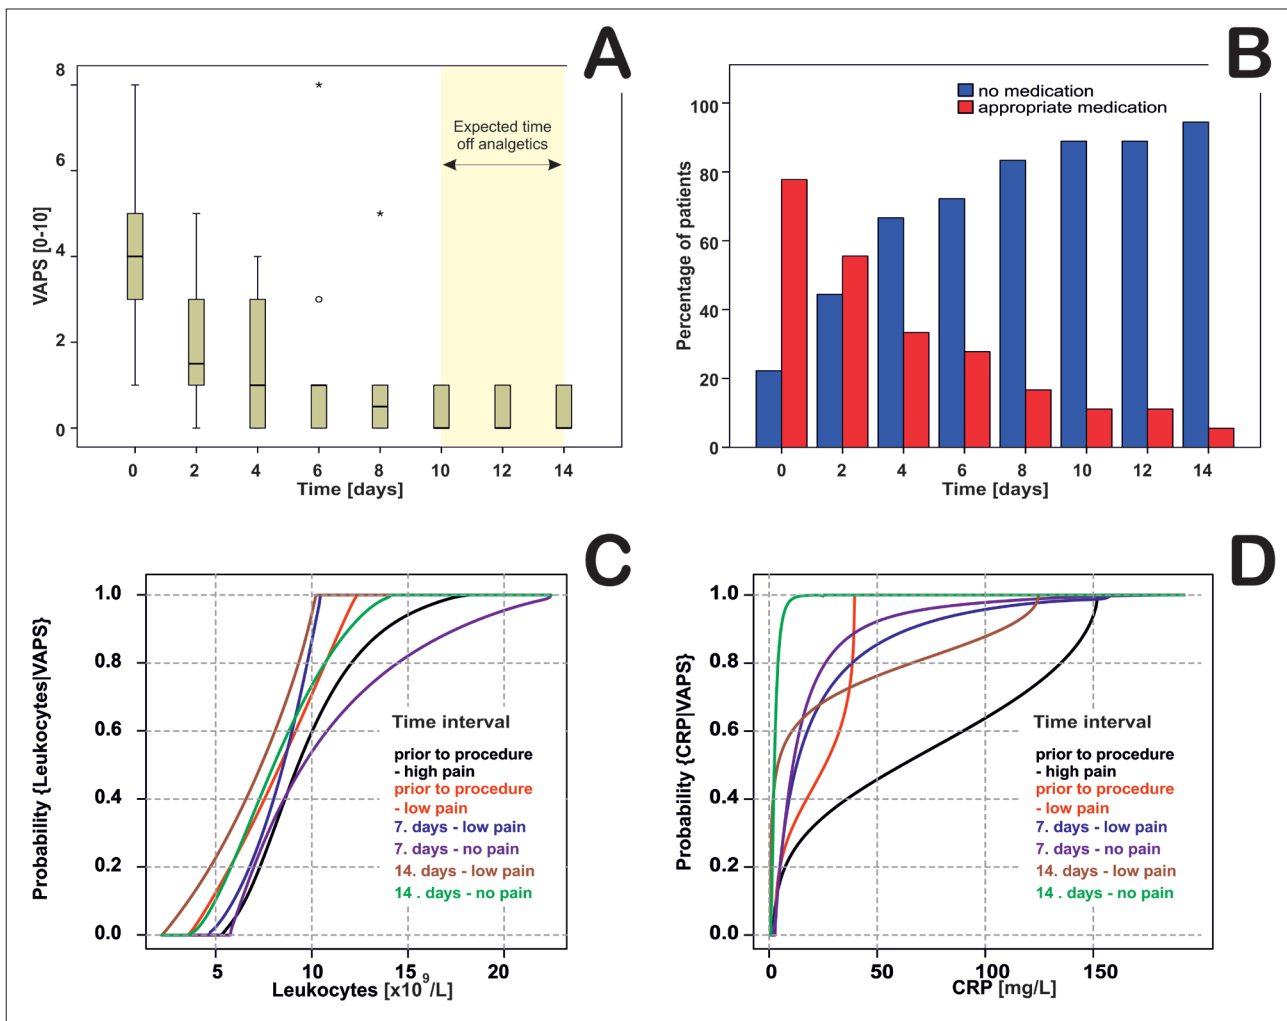 A
8
6
4
2
0
VAPS [0-10]
Expected time
off analgetics
0 2 4 6 8 10 12 14
Time [days]
B
100
80
60
40
20
0
Percentage of patients
no medication
appropriate medication
0 2 4 6 8 10 12 14
Time [days]
C
1.0
0.8
0.6
0.4
0.2
0.0
Probability {Leukocytes|VAPS}
Time interval
prior to procedure
- high pain
prior to procedure
- low pain
7. days - low pain
7. days - no pain
14. days - low pain
14 . days - no pain
5 10 15 20
Leukocytes [x10⁹/L]
D
1.0
0.8
0.6
0.4
0.2
0.0
Probability {CRP|VAPS}
Time interval
prior to procedure
- high pain
prior to procedure
- low pain
7. days - low pain
7. days - no pain
14. days - low pain
14 . days - no pain
0 50 100 150
CRP [mg/L]